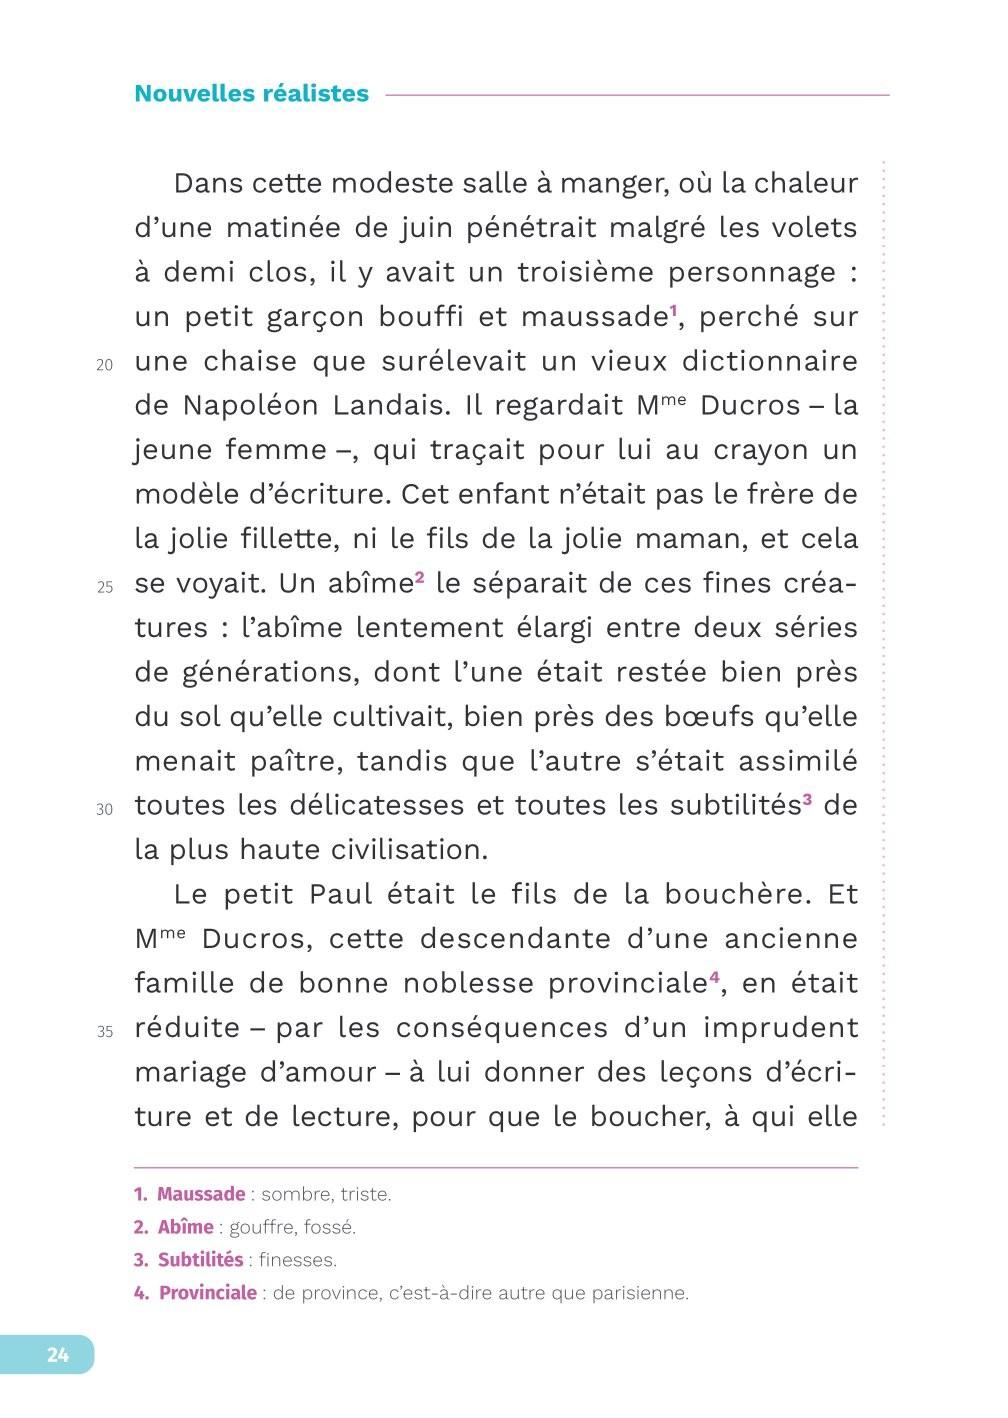 Nouvelles réalistes
Dans cette modeste salle à manger, où la chaleur
d’une matinée de juin pénétrait malgré les volets
à demi clos, il y avait un troisième personnage :
un petit garçon bouffi et maussade1, perché sur
20 une chaise que surélevait un vieux dictionnaire
de Napoléon Landais. Il regardait Mme Ducros – la
jeune femme –, qui traçait pour lui au crayon un
modèle d’écriture. Cet enfant n’était pas le frère de
la jolie fillette, ni le fils de la jolie maman, et cela
25 se voyait. Un abîme2 le séparait de ces fines créa-
tures : l’abîme lentement élargi entre deux séries
de générations, dont l’une était restée bien près
du sol qu’elle cultivait, bien près des bœufs qu’elle
menait paître, tandis que l’autre s’était assimilé
30 toutes les délicatesses et toutes les subtilités3 de
la plus haute civilisation.
Le petit Paul était le fils de la bouchère. Et
Mme Ducros, cette descendante d’une ancienne
famille de bonne noblesse provinciale4, en était
35 réduite – par les conséquences d’un imprudent
mariage d’amour – à lui donner des leçons d’écri-
ture et de lecture, pour que le boucher, à qui elle
1. Maussade : sombre, triste.
2. Abîme : gouffre, fossé.
3. Subtilités : finesses.
4. Provinciale : de province, c’est-à-dire autre que parisienne.
24